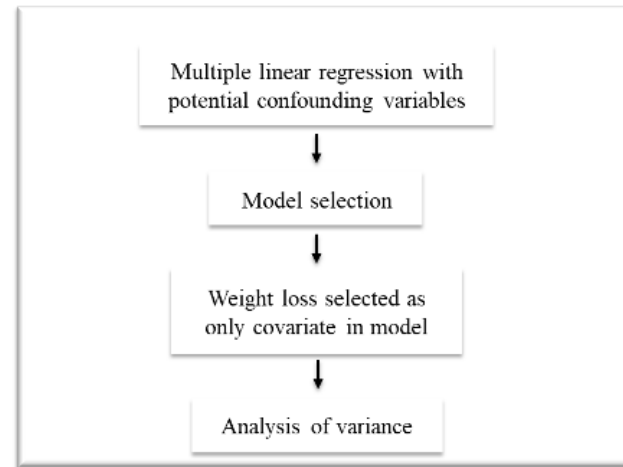 Multiple linear regression with
potential confounding variables
Model selection
Weight loss selected as
only covariate in model
Analysis of variance